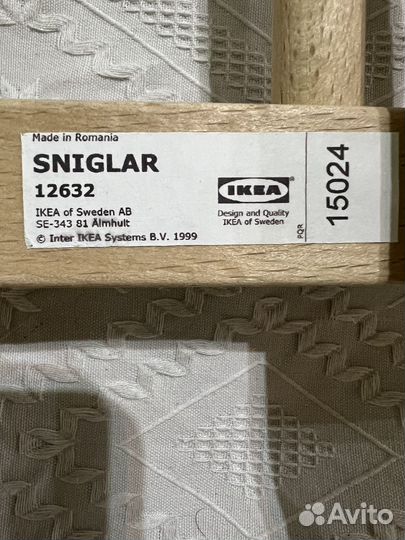 Made in Romania
SNIGLAR
12632
IKEA of Sweden AB
SE-343 81 Älmhult
© Inter IKEA Systems B.V. 1999
IKEA
Design and Quality
IKEA of Sweden
PQR
15024
Avito